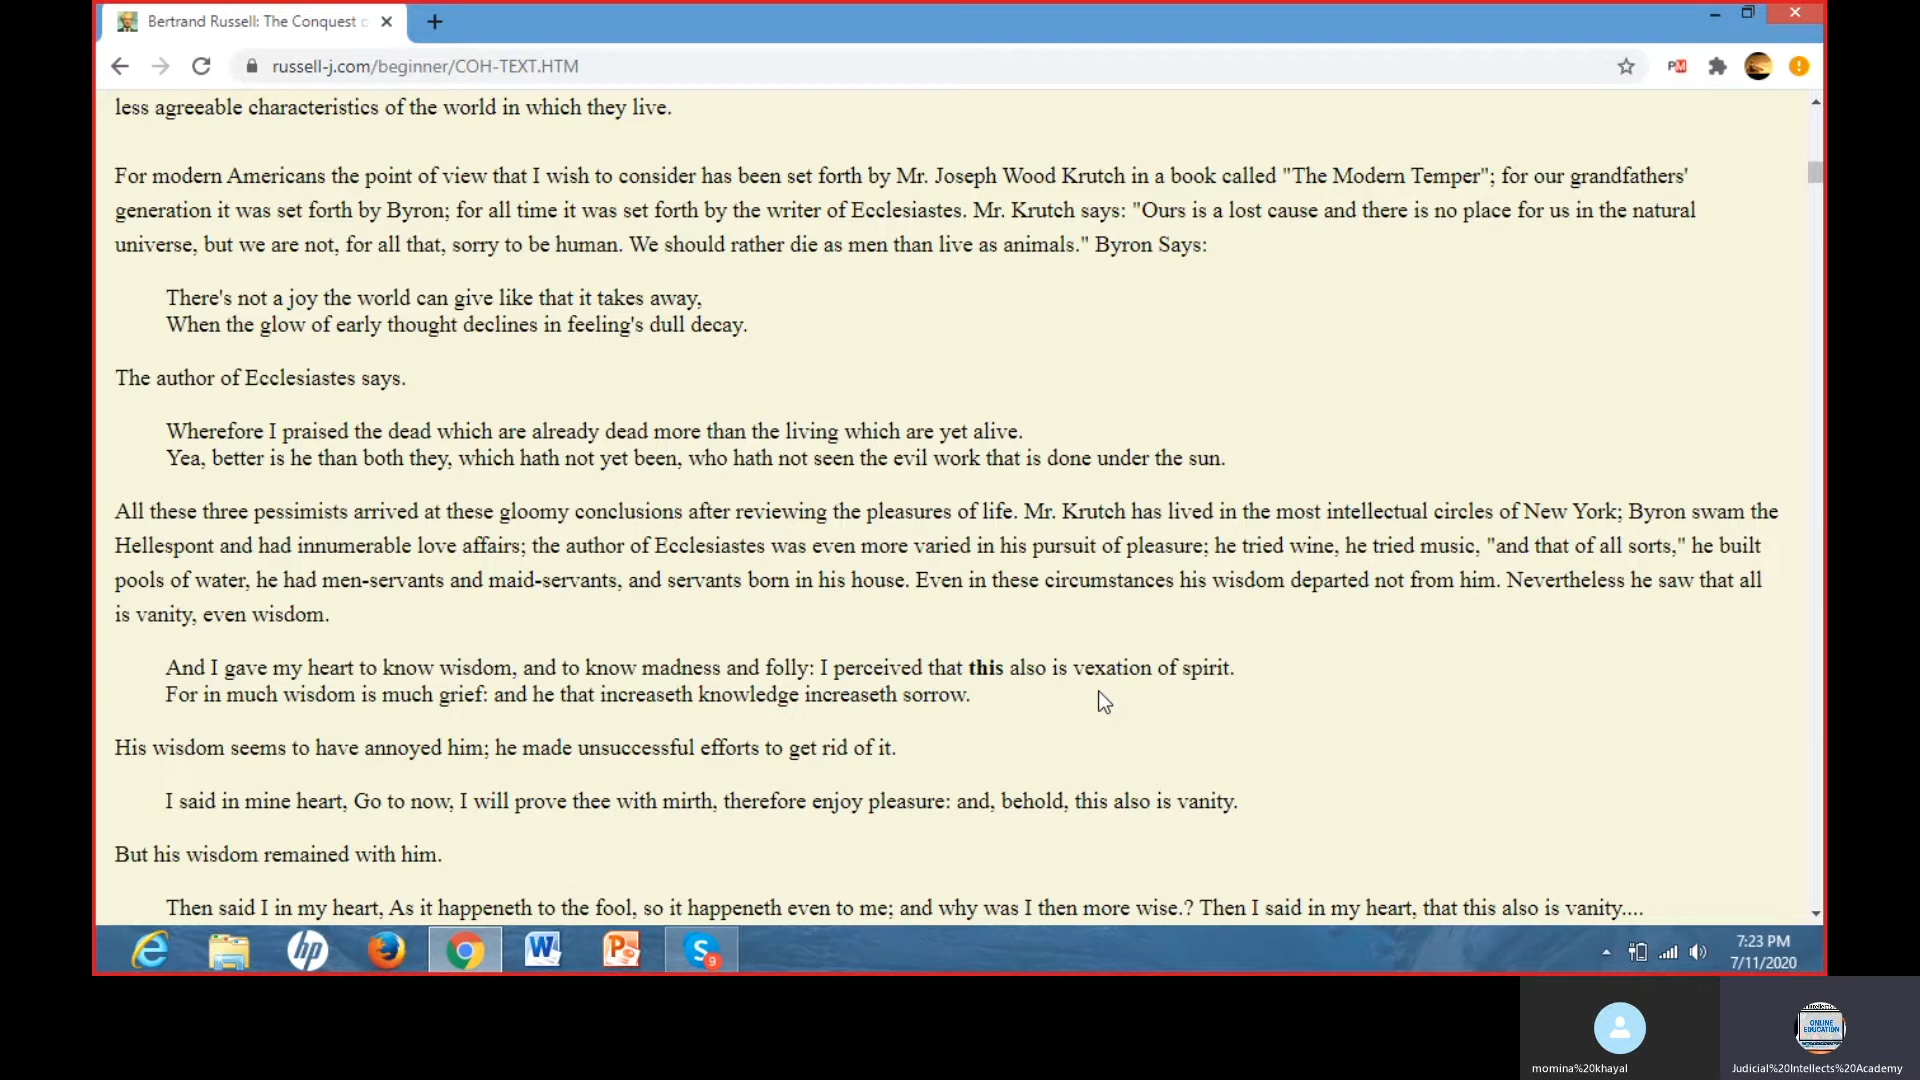 Bertrand Russell: The Conquest o
russell-j.com/beginner/COH-TEXT.HTM
less agreeable characteristics of the world in which they live.
For modern Americans the point of view that I wish to consider has been set forth by Mr. Joseph Wood Krutch in a book called "The Modern Temper"; for our grandfathers'
generation it was set forth by Byron; for all time it was set forth by the writer of Ecclesiastes. Mr. Krutch says: "Ours is a lost cause and there is no place for us in the natural
universe, but we are not, for all that, sorry to be human. We should rather die as men than live as animals." Byron Says:
There's not a joy the world can give like that it takes away,
When the glow of early thought declines in feeling's dull decay.
The author of Ecclesiastes says.
Wherefore I praised the dead which are already dead more than the living which are yet alive.
Yea, better is he than both they, which hath not yet been, who hath not seen the evil work that is done under the sun.
All these three pessimists arrived at these gloomy conclusions after reviewing the pleasures of life. Mr. Krutch has lived in the most intellectual circles of New York; Byron swam the
Hellespont and had innumerable love affairs; the author of Ecclesiastes was even more varied in his pursuit of pleasure; he tried wine, he tried music, "and that of all sorts," he built
pools of water, he had men-servants and maid-servants, and servants born in his house. Even in these circumstances his wisdom departed not from him. Nevertheless he saw that all
is vanity, even wisdom.
And I gave my heart to know wisdom, and to know madness and folly: I perceived that this also is vexation of spirit.
For in much wisdom is much grief: and he that increaseth knowledge increaseth sorrow.
His wisdom seems to have annoyed him; he made unsuccessful efforts to get rid of it.
I said in mine heart, Go to now, I will prove thee with mirth, therefore enjoy pleasure: and, behold, this also is vanity.
But his wisdom remained with him.
Then said I in my heart, As it happeneth to the fool, so it happeneth even to me; and why was I then more wise.? Then I said in my heart, that this also is vanity....
7:23 PM
7/11/2020
ONLINE
EDUCATION
momina%20khayal
Judicial%20Intellects%20Academy